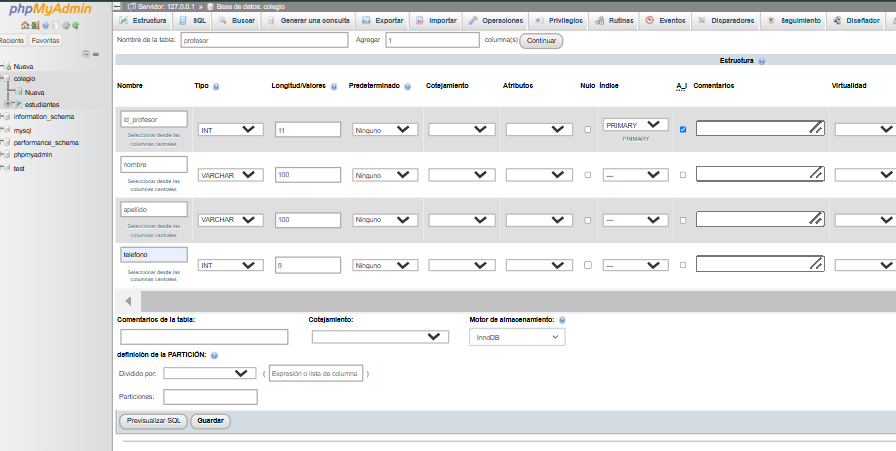 phpMyAdmin
Servidor: 127.0.0.1 » Base de datos: colegio
Estructura SQL Buscar Generar una consulta Exportar Importar Operaciones Privilegios Rutinas Eventos Disparadores Seguimiento Diseñador
Reciente Favoritas
Nueva
colegio
Nueva
estudiantes
information_schema
mysql
performance_schema
phpmyadmin
test
Nombre de la tabla: profesor Agregar 1 columna(s) Continuar
Estructura
Nombre Tipo Longitud/Valores Predeterminado Cotejamiento Atributos Nulo Índice A_I Comentarios Virtualidad
id_profesor INT 11 Ninguno PRIMARY
Seleccionar desde las
columnas centrales
PRIMARY
nombre VARCHAR 100 Ninguno ---
Seleccionar desde las
columnas centrales
apellido VARCHAR 100 Ninguno ---
Seleccionar desde las
columnas centrales
telefono INT 9 Ninguno ---
Seleccionar desde las
columnas centrales
Comentarios de la tabla: Cotejamiento: Motor de almacenamiento:
InnoDB
definición de la PARTICIÓN:
Dividido por: ( Expresión o lista de columna )
Particiones:
Previsualizar SQL Guardar